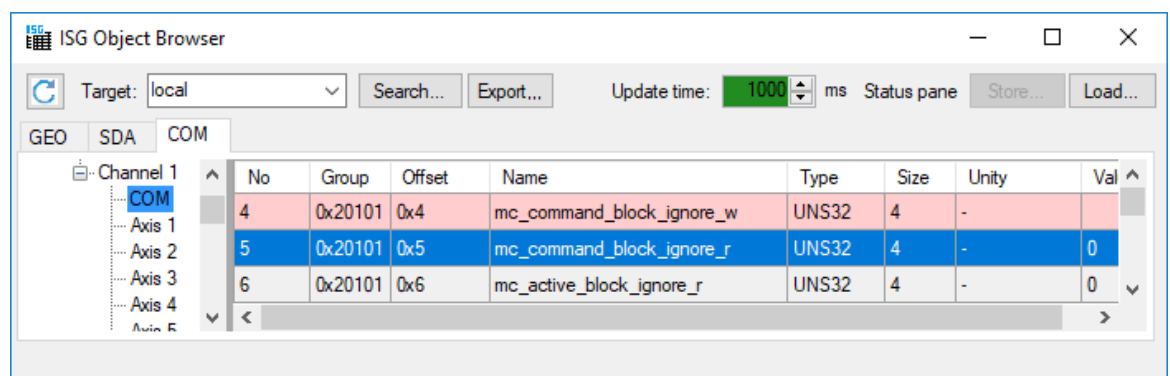 ISG ISG Object Browser
Target: local Search... Export,,, Update time: 1000 ms Status pane Store... Load...
GEO SDA COM
Channel 1
COM
Axis 1
Axis 2
Axis 3
Axis 4
No Group Offset Name Type Size Unity
4 0x20101 0x4 mc_command_block_ignore_w UNS32 4 -
5 0x20101 0x5 mc_command_block_ignore_r UNS32 4 - 0
6 0x20101 0x6 mc_active_block_ignore_r UNS32 4 - 0